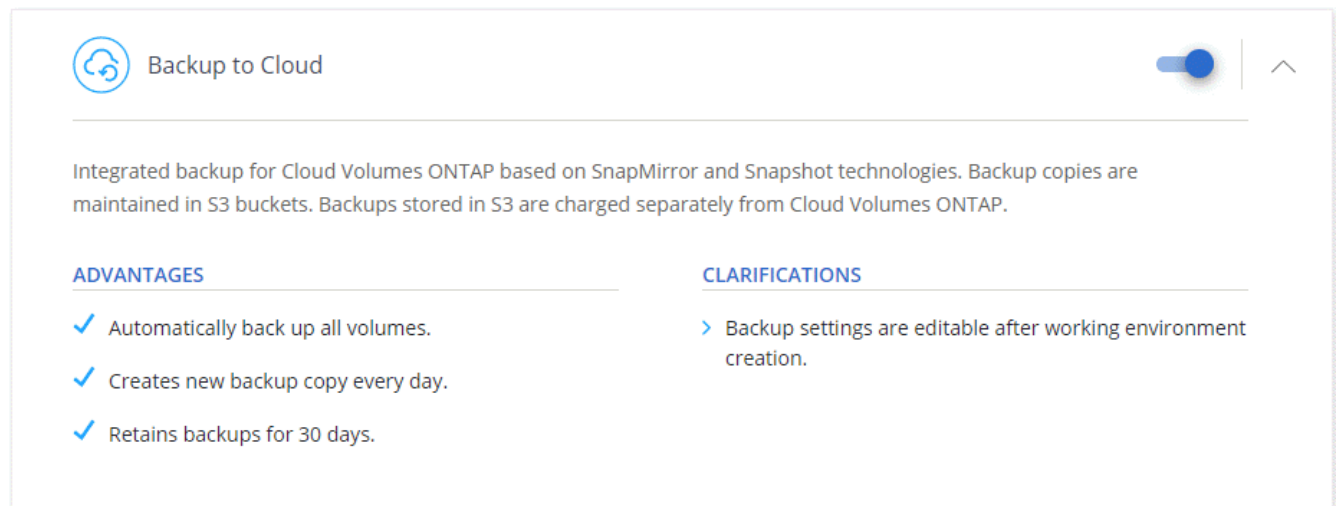 Backup to Cloud
Integrated backup for Cloud Volumes ONTAP based on SnapMirror and Snapshot technologies. Backup copies are
maintained in S3 buckets. Backups stored in S3 are charged separately from Cloud Volumes ONTAP.
ADVANTAGES
Automatically back up all volumes.
Creates new backup copy every day.
Retains backups for 30 days.
CLARIFICATIONS
Backup settings are editable after working environment
creation.